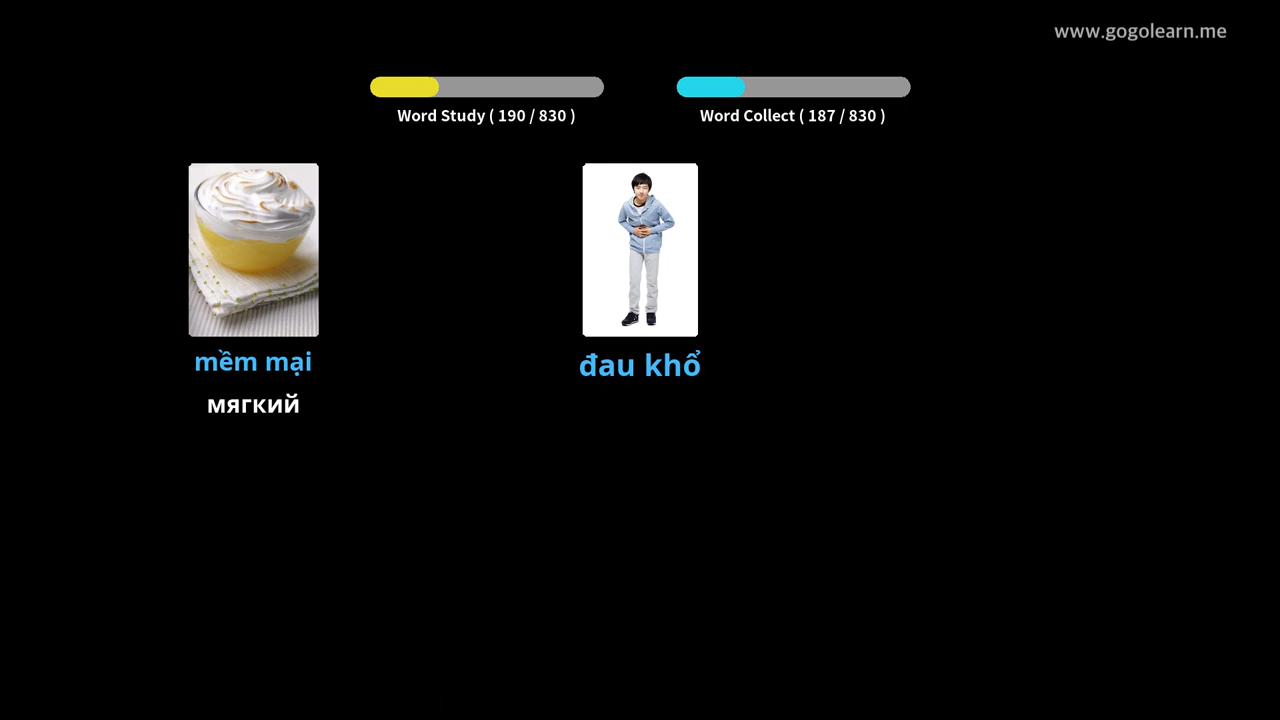 www.gogolearn.me
Word Study ( 190 / 830 )
Word Collect ( 187 / 830 )
mềm mại
мягкий
đau khổ